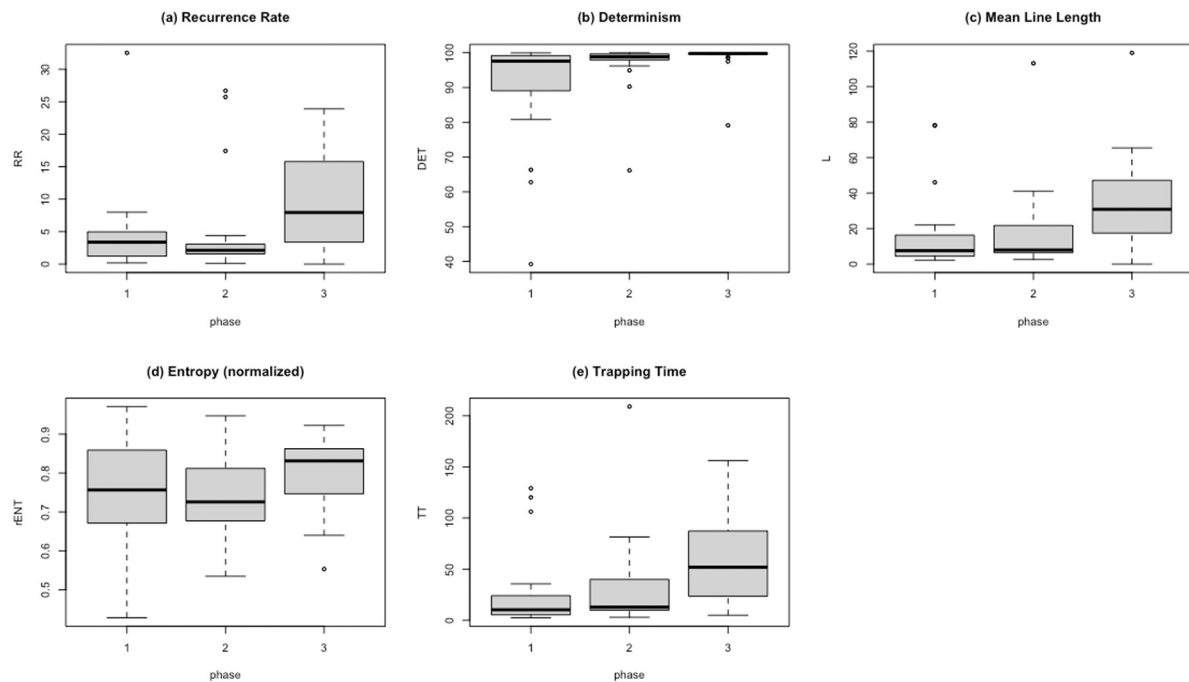 (a) Recurrence Rate
RR
0 5 10 15 20 25 30
1 2 3
phase
(b) Determinism
DET
40 50 60 70 80 90 100
1 2 3
phase
(c) Mean Line Length
L
0 20 40 60 80 100 120
1 2 3
phase
(d) Entropy (normalized)
rENT
0.5 0.6 0.7 0.8 0.9
1 2 3
phase
(e) Trapping Time
TT
0 50 100 150 200
1 2 3
phase